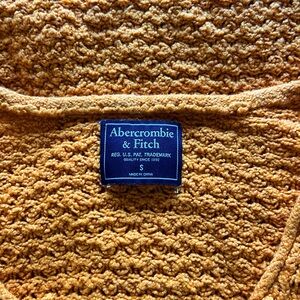 Abercrombie
& Fitch
REG. U.S. PAT. TRADEMARK
QUALITY SINCE 1892
S
MADE IN CHINA